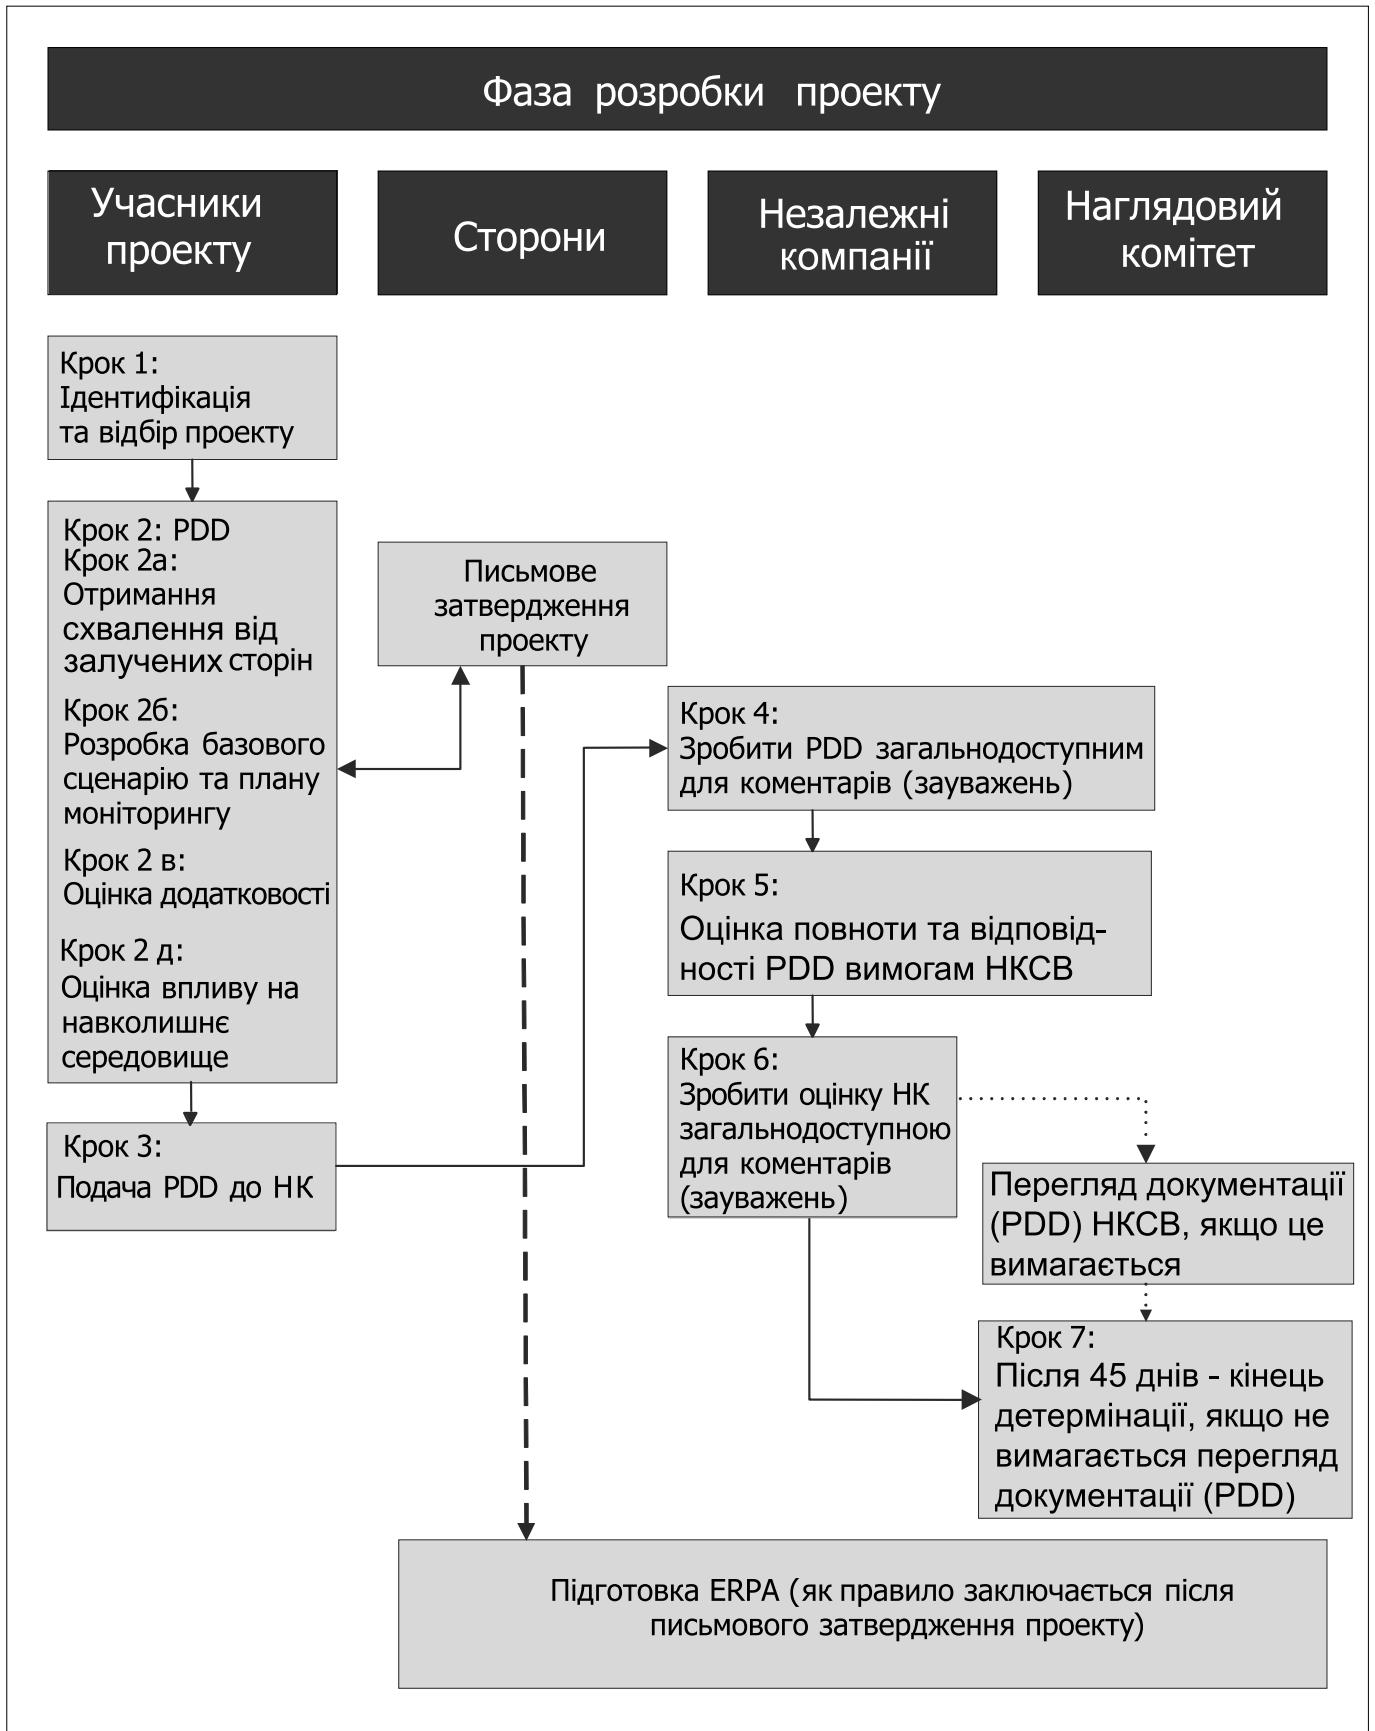 Фаза розробки проекту
Учасники
проекту
Сторони
Незалежні
компанії
Наглядовий
комітет
Крок 1:
Ідентифікація
та відбір проекту
Крок 2: PDD
Крок 2а:
Отримання
схвалення від
залучених сторін
Крок 2б:
Розробка базового
сценарію та плану
моніторингу
Крок 2 в:
Оцінка додатковості
Крок 2 д:
Оцінка впливу на
навколишнє
середовище
Крок 3:
Подача PDD до НК
Письмове
затвердження
проекту
Крок 4:
Зробити PDD загальнодоступним
для коментарів (зауважень)
Крок 5:
Оцінка повноти та відповід-
ності PDD вимогам НКСВ
Крок 6:
Зробити оцінку НК
загальнодоступною
для коментарів
(зауважень)
Перегляд документації
(PDD) НКСВ, якщо це
вимагається
Крок 7:
Після 45 днів - кінець
детермінації, якщо не
вимагається перегляд
документації (PDD)
Підготовка ERPA (як правило заключається після
письмового затвердження проекту)